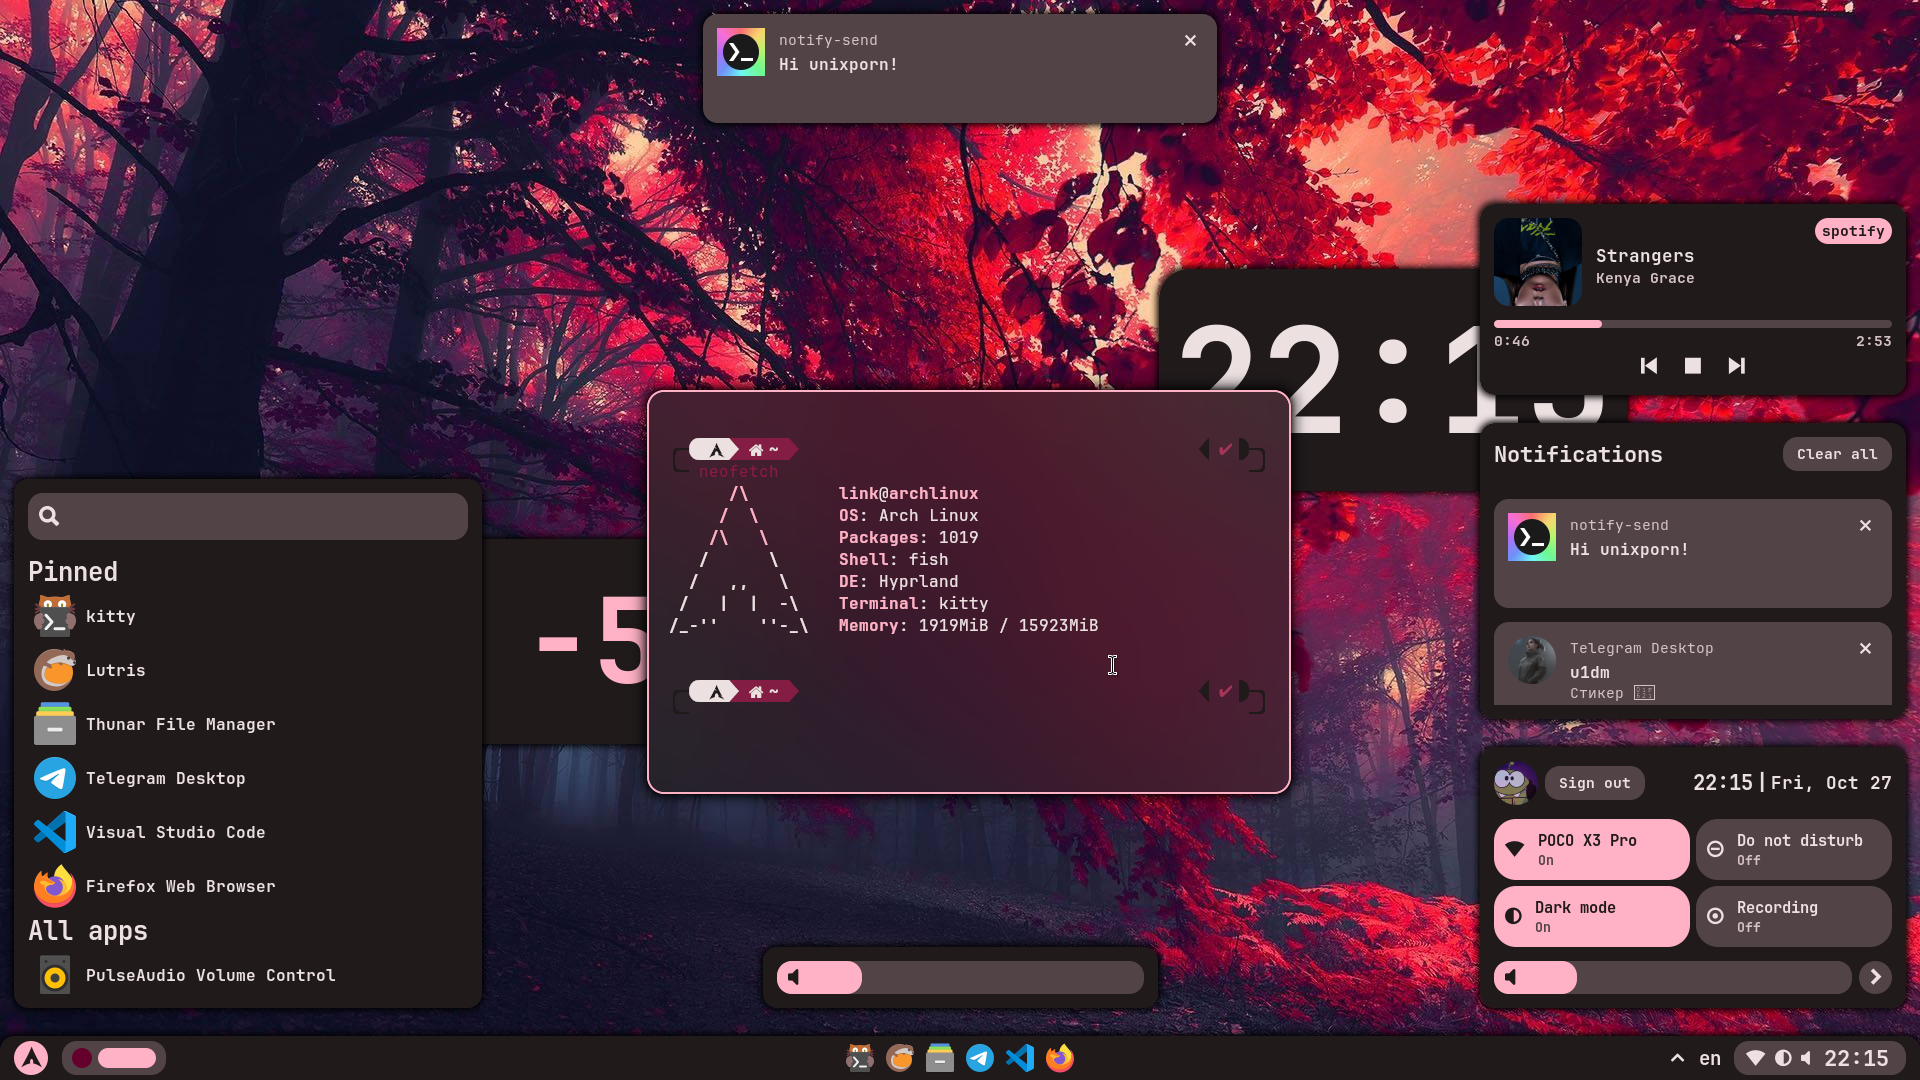 notify-send
Hi unixporn!
spotify
Strangers
Kenya Grace
0:46
2:53
22:15
Notifications
Clear all
notify-send
Hi unixporn!
Telegram Desktop
u1dm
Стикер
~
neofetch
link@archlinux
OS: Arch Linux
Packages: 1019
Shell: fish
DE: Hyprland
Terminal: kitty
Memory: 1919MiB / 15923MiB
~
-5
Pinned
kitty
Lutris
Thunar File Manager
Telegram Desktop
Visual Studio Code
Firefox Web Browser
All apps
PulseAudio Volume Control
Sign out
22:15|Fri, Oct 27
POCO X3 Pro
On
Do not disturb
Off
Dark mode
On
Recording
Off
en
22:15